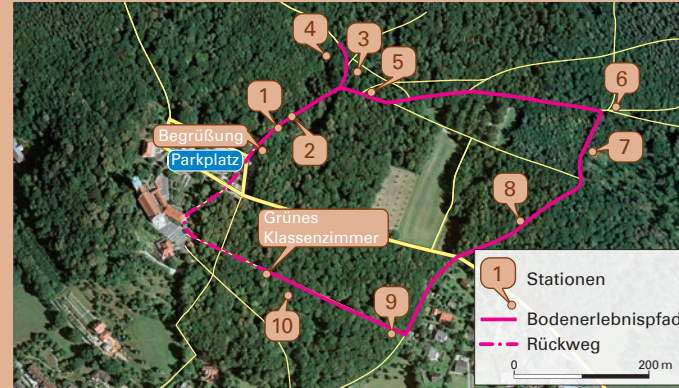 4
3
5
6
1
2
Begrüßung
Parkplatz
7
8
Grünes
Klassenzimmer
10
9
1
Stationen
Bodenerlebnispfad
Rückweg
0
200 m